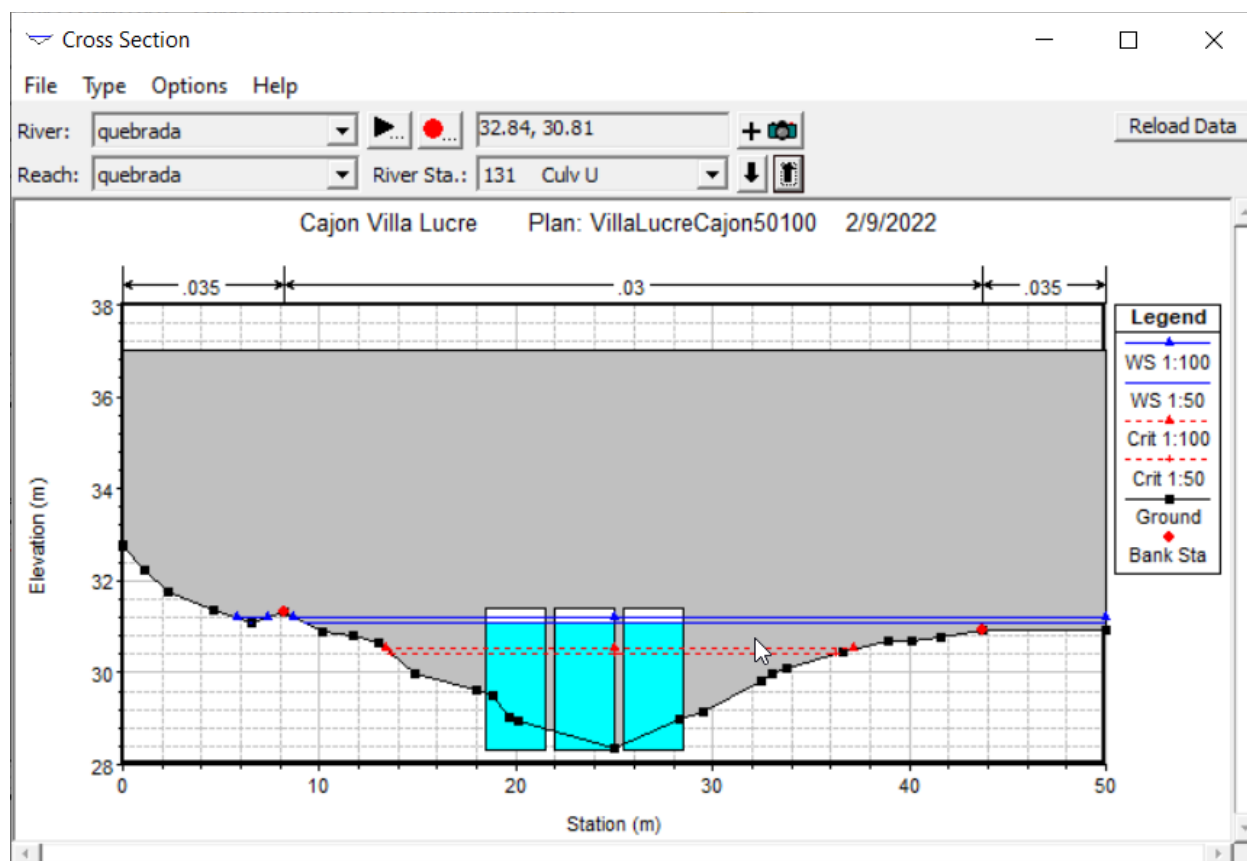 Cross Section
File Type Options Help
River: quebrada 32.84, 30.81 Reload Data
Reach: quebrada River Sta.: 131 Culv U
Cajon Villa Lucre Plan: VillaLucreCajon50100 2/9/2022
.035 .03 .035
Legend
WS 1:100
WS 1:50
Crit 1:100
Crit 1:50
Ground
Bank Sta
Elevation (m)
38
36
34
32
30
28
0 10 20 30 40 50
Station (m)